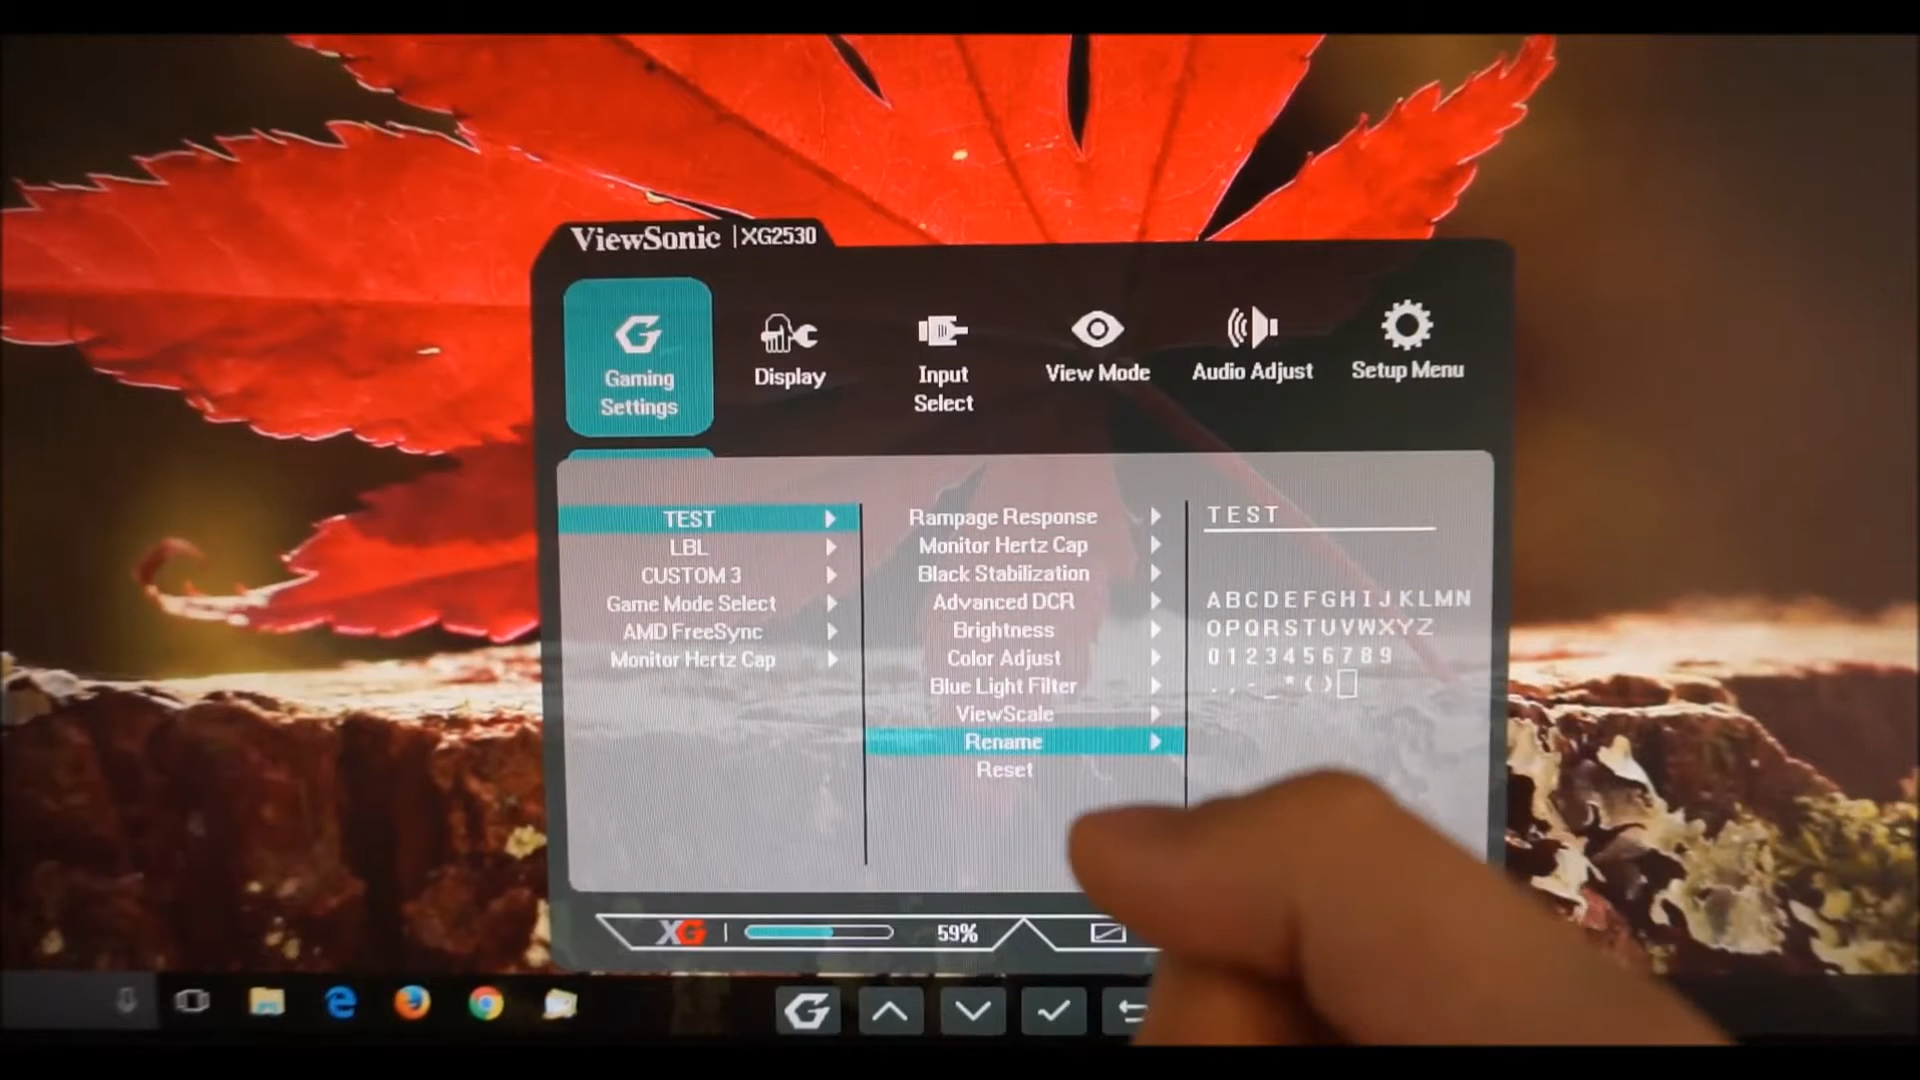 ViewSonic | XG2530
Gaming
Settings
Display
Input
Select
View Mode
Audio Adjust
Setup Menu
TEST
LBL
CUSTOM 3
Game Mode Select
AMD FreeSync
Monitor Hertz Cap
Rampage Response
Monitor Hertz Cap
Black Stabilization
Advanced DCR
Brightness
Color Adjust
Blue Light Filter
ViewScale
Rename
Reset
TEST
ABCDEFGHIJKLMN
OPQRSTUVWXYZ
0123456789
. , - _ * ( )
XG | 59%